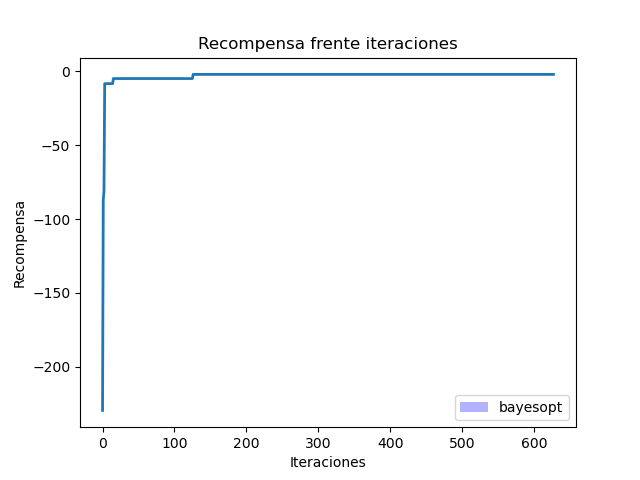 Recompensa frente iteraciones
0
−50
−100
−150
−200
Recompensa
bayesopt
0 100 200 300 400 500 600
Iteraciones